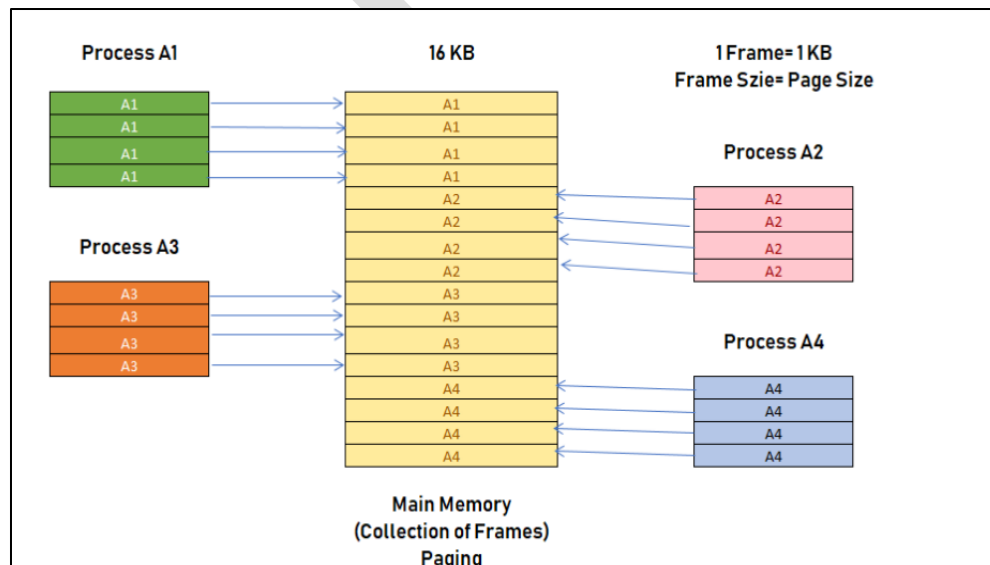 Process A1
16 KB
1 Frame= 1 KB
Frame Szie= Page Size
A1
A1
A1
A1
A1
A1
A1
A1
A2
A2
A2
A2
A3
A3
A3
A3
A4
A4
A4
A4
Process A2
A2
A2
A2
A2
Process A3
A3
A3
A3
A3
Process A4
A4
A4
A4
A4
Main Memory
(Collection of Frames)
Paging